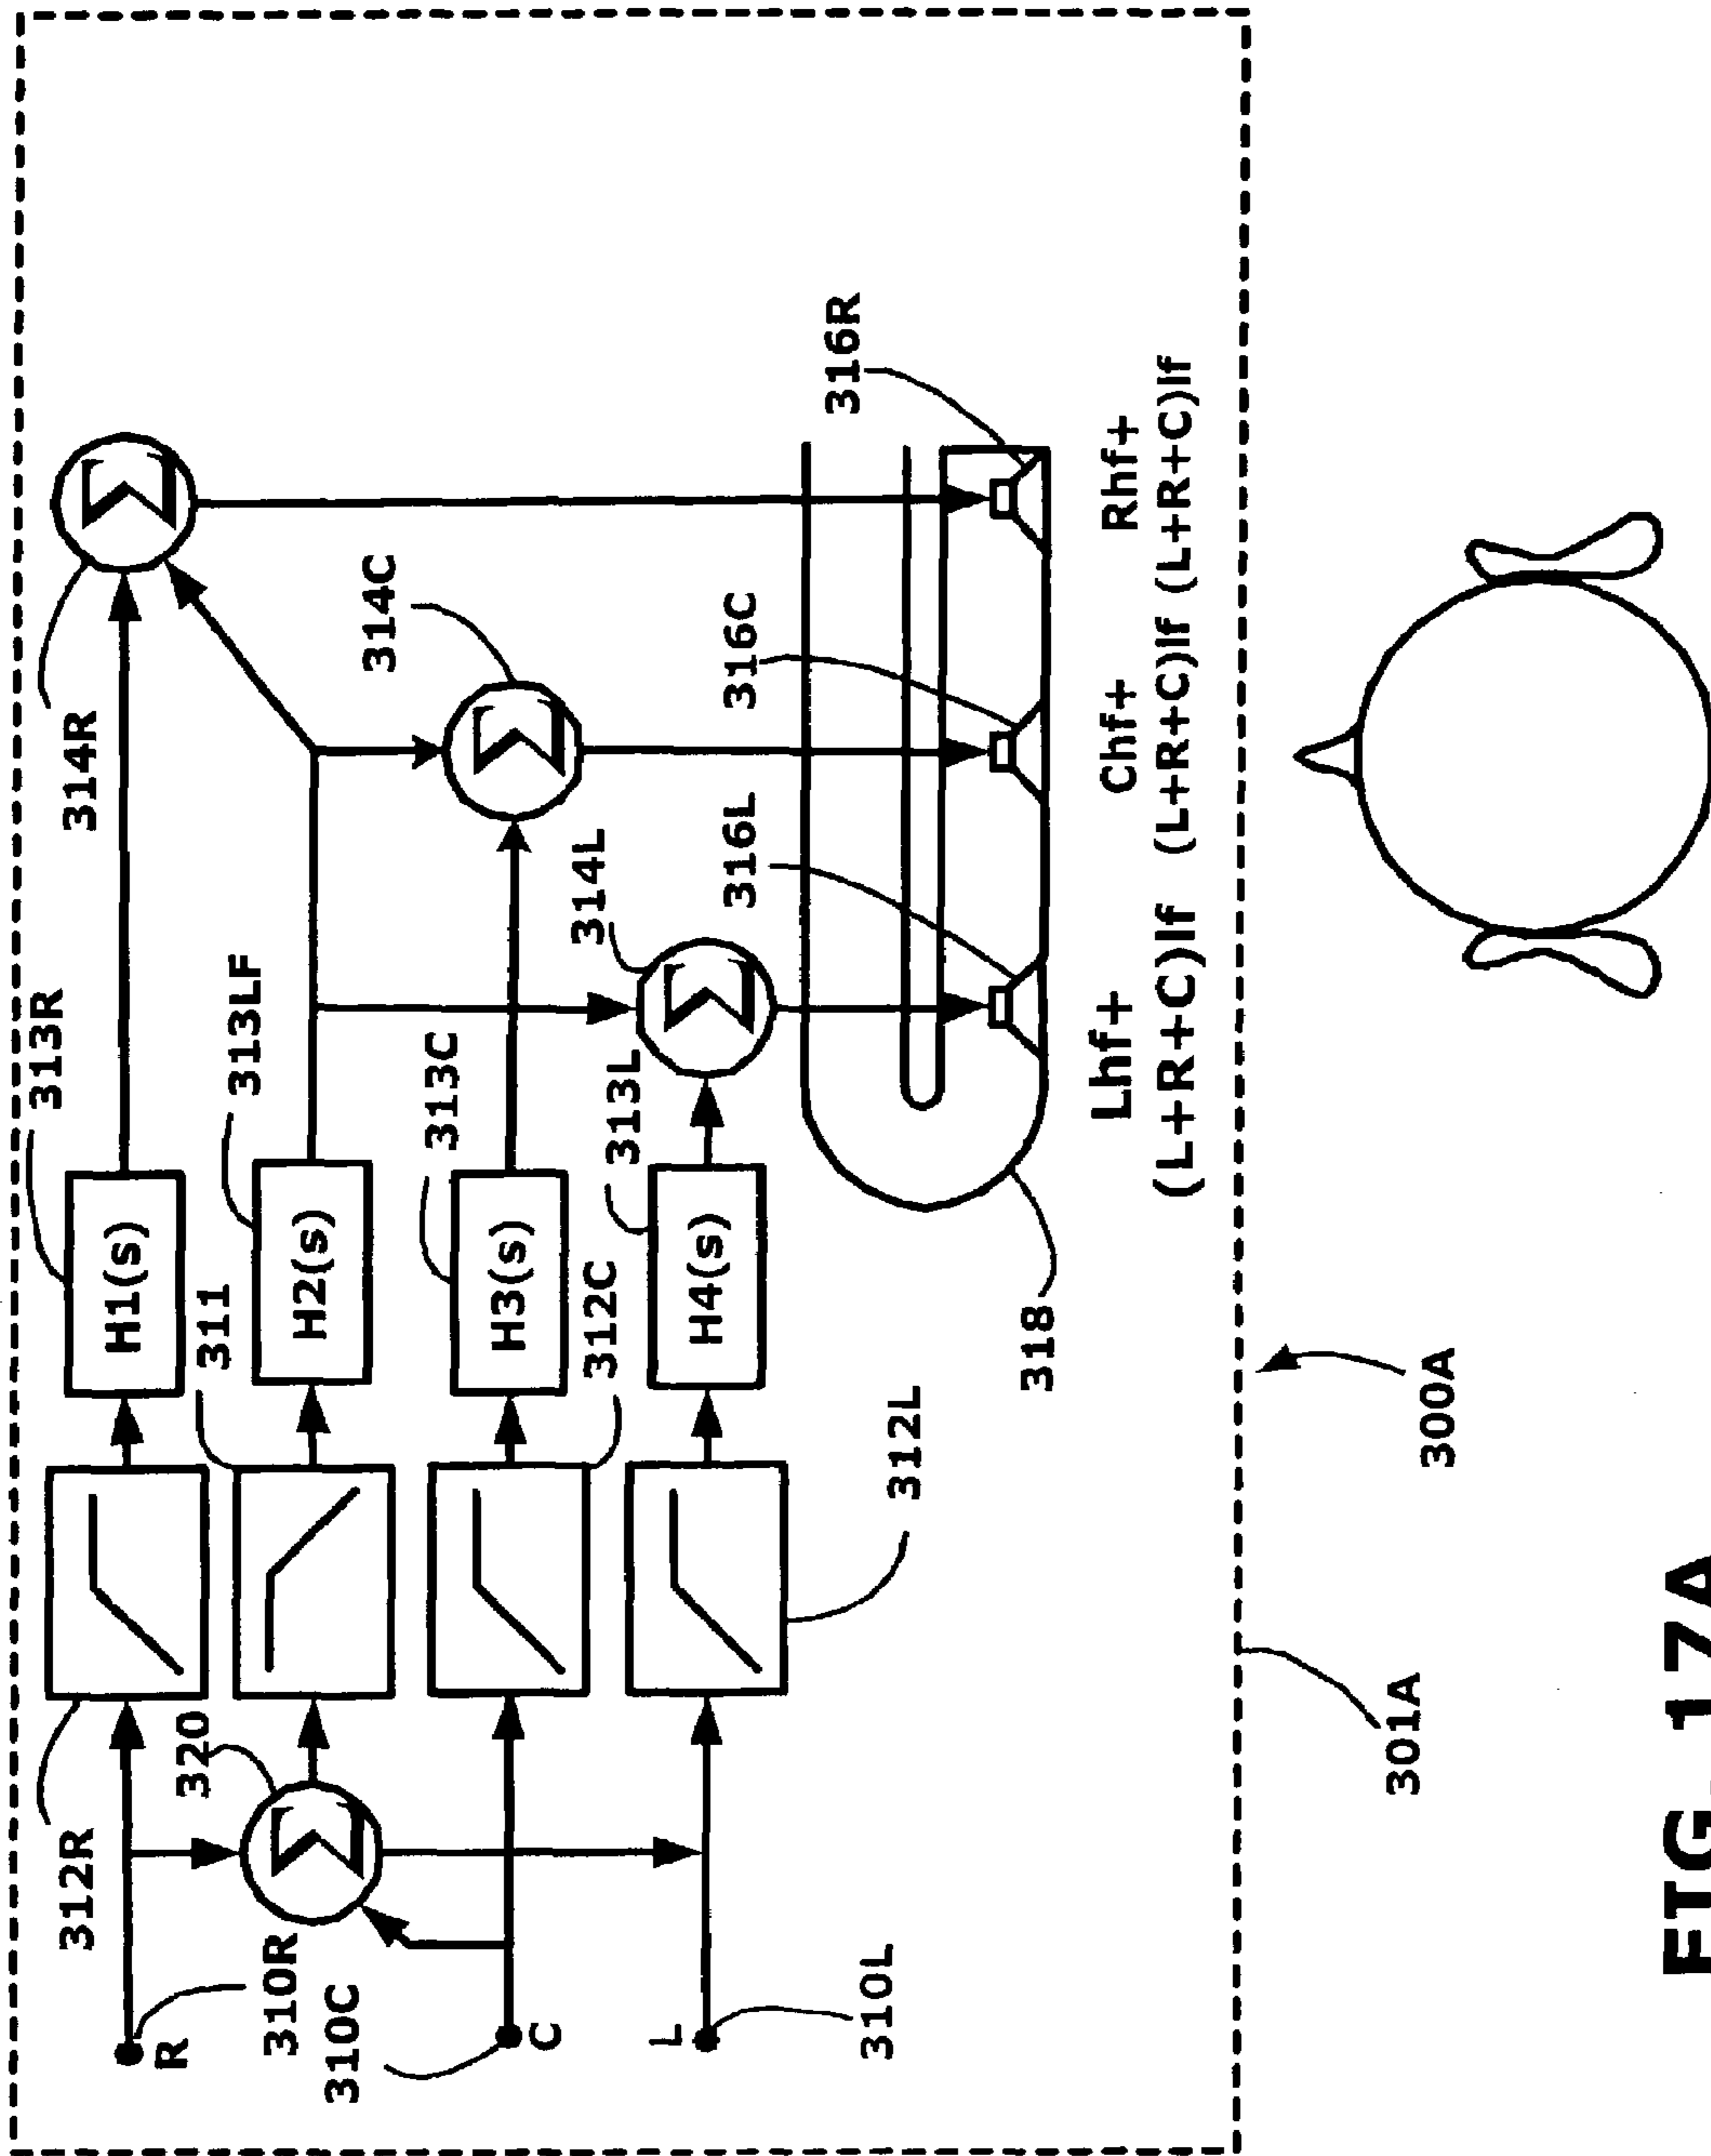 312R
313R
314R
320
311
313LF
310R
310C
R
H1(s)
H2(s)
313C
314C
C
H3(s)
312C
313L
314L
L
H4(s)
316L
316C
316R
310L
312L
318
Lhf+ Chf+ Rhf+
(L+R+C)lf (L+R+C)lf (L+R+C)lf
301A
300A
FIG. 17A